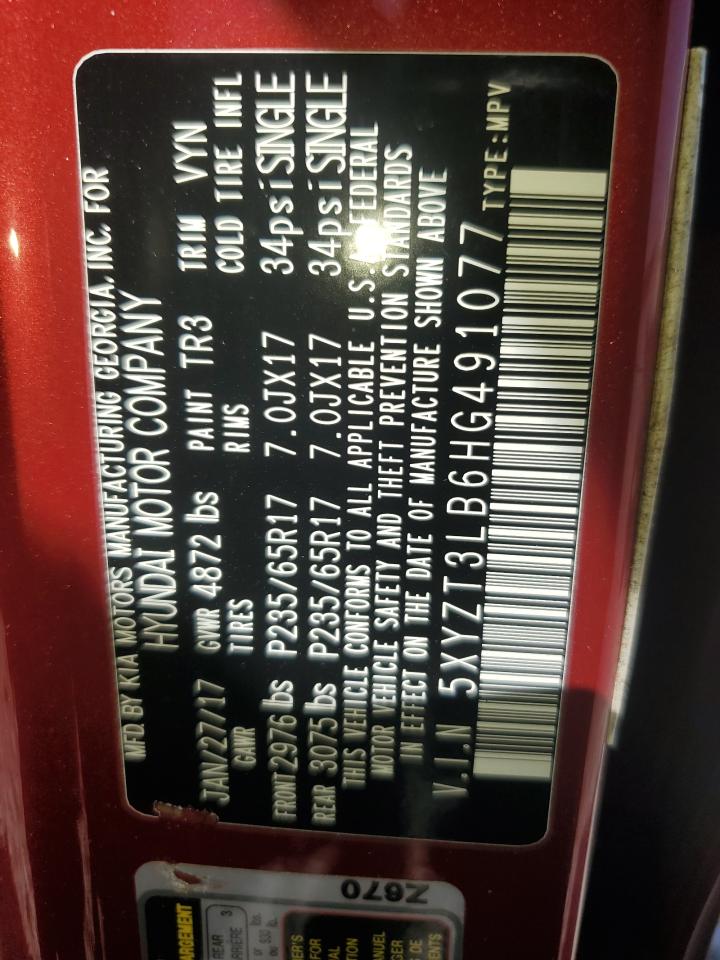 MFD BY KIA MOTORS MANUFACTURING GEORGIA, INC. FOR
HYUNDAI MOTOR COMPANY
JAN/27/17 GVWR 4872 lbs PAINT TR3 TRIM VYN
GAWR TIRES RIMS COLD TIRE INFL
FRONT 2976 lbs P235/65R17 7.0JX17 34psi SINGLE
REAR 3075 lbs P235/65R17 7.0JX17 34psi SINGLE
THIS VEHICLE CONFORMS TO ALL APPLICABLE U.S. FEDERAL
MOTOR VEHICLE SAFETY AND THEFT PREVENTION STANDARDS
IN EFFECT ON THE DATE OF MANUFACTURE SHOWN ABOVE
V.I.N 5XYZT3LB6HG491077 TYPE:MPV
Z670
ARGEMENT
REAR
3